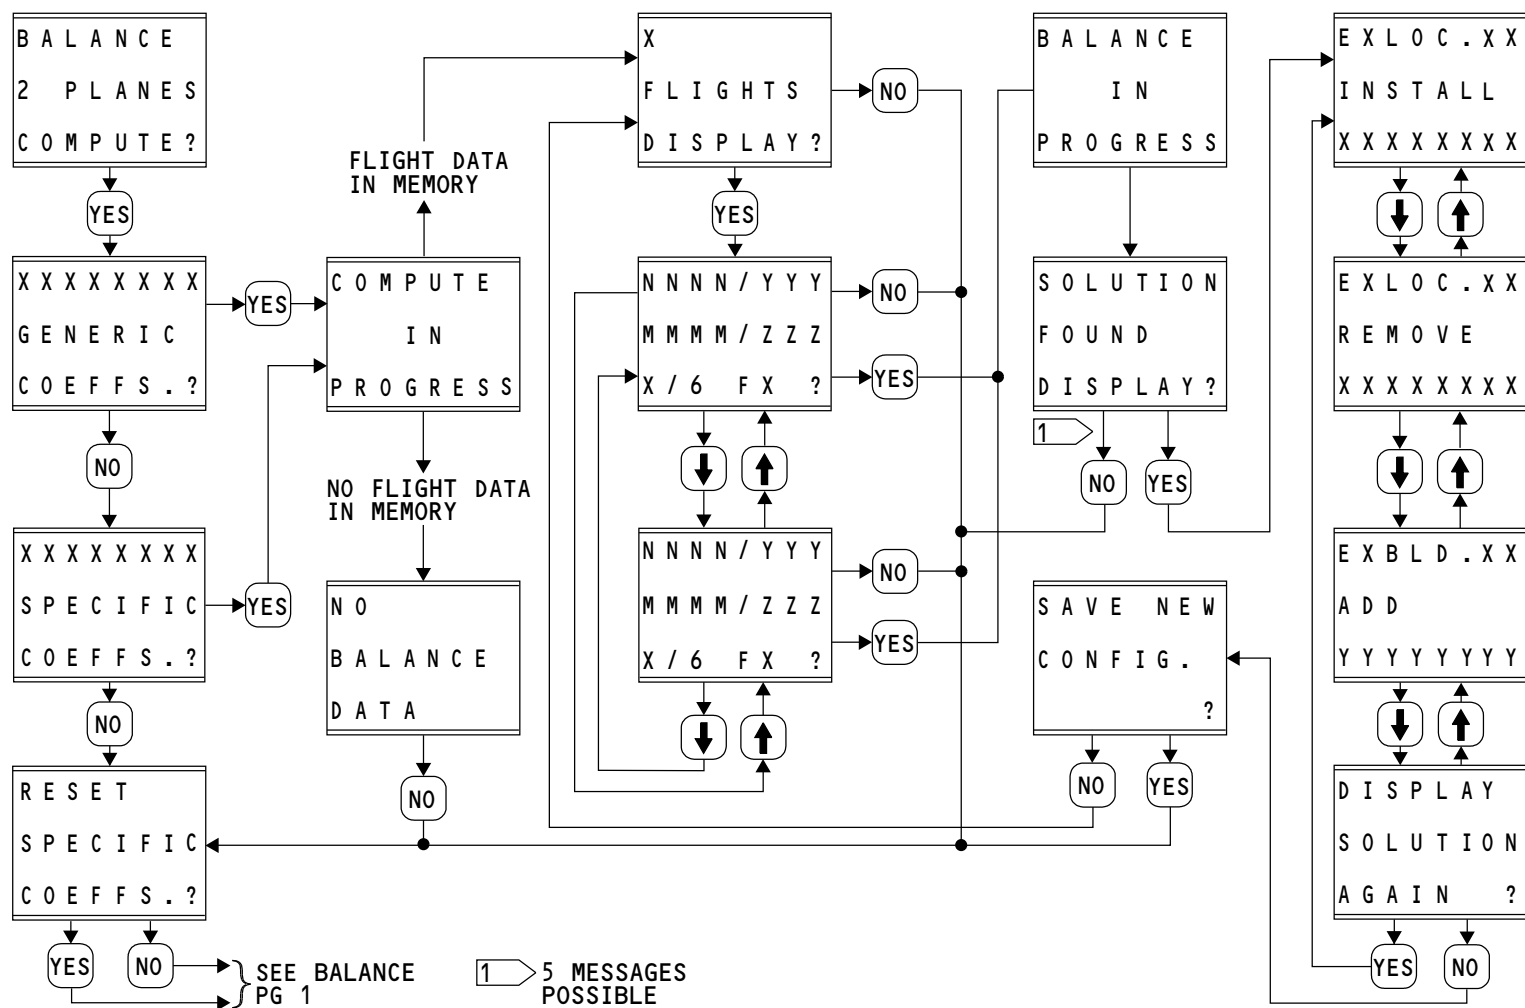 BALANCE
2 PLANES
COMPUTE?
YES
XXXXXXXX
GENERIC
COEFFS.?
YES
NO
XXXXXXXX
SPECIFIC
COEFFS.?
YES
NO
RESET
SPECIFIC
COEFFS.?
YES
NO
SEE BALANCE
PG 1
FLIGHT DATA
IN MEMORY
COMPUTE
IN
PROGRESS
NO FLIGHT DATA
IN MEMORY
NO
BALANCE
DATA
NO
X
FLIGHTS
DISPLAY?
NO
YES
NNNN/YYY
MMMM/ZZZ
X/6 FX ?
NO
YES
NNNN/YYY
MMMM/ZZZ
X/6 FX ?
NO
YES
BALANCE
IN
PROGRESS
SOLUTION
FOUND
DISPLAY?
1
NO
YES
SAVE NEW
CONFIG.
?
NO
YES
EXLOC.XX
INSTALL
XXXXXXXX
EXLOC.XX
REMOVE
XXXXXXXX
EXBLD.XX
ADD
YYYYYYYY
DISPLAY
SOLUTION
AGAIN ?
YES
NO
1 5 MESSAGES
POSSIBLE